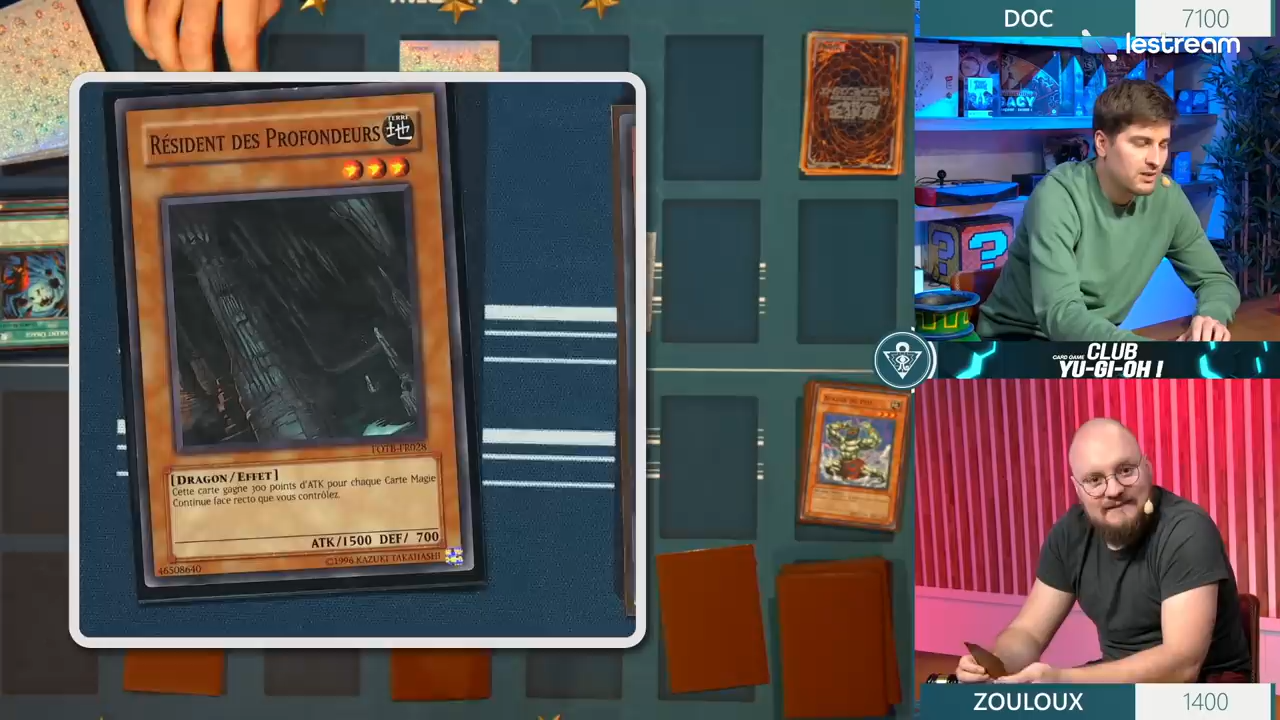 DOC
7100
lestream
RÉSIDENT DES PROFONDEURS
TERRE
地
TOTB-FR028
[DRAGON/EFFET]
Cette carte gagne 300 points d'ATK pour chaque Carte Magie
Continue face recto que vous contrôlez.
ATK/1500 DEF/ 700
46508640
©1996 KAZUKI TAKAHASHI
CARD GAME CLUB
YU-GI-OH !
ZOULOUX
1400